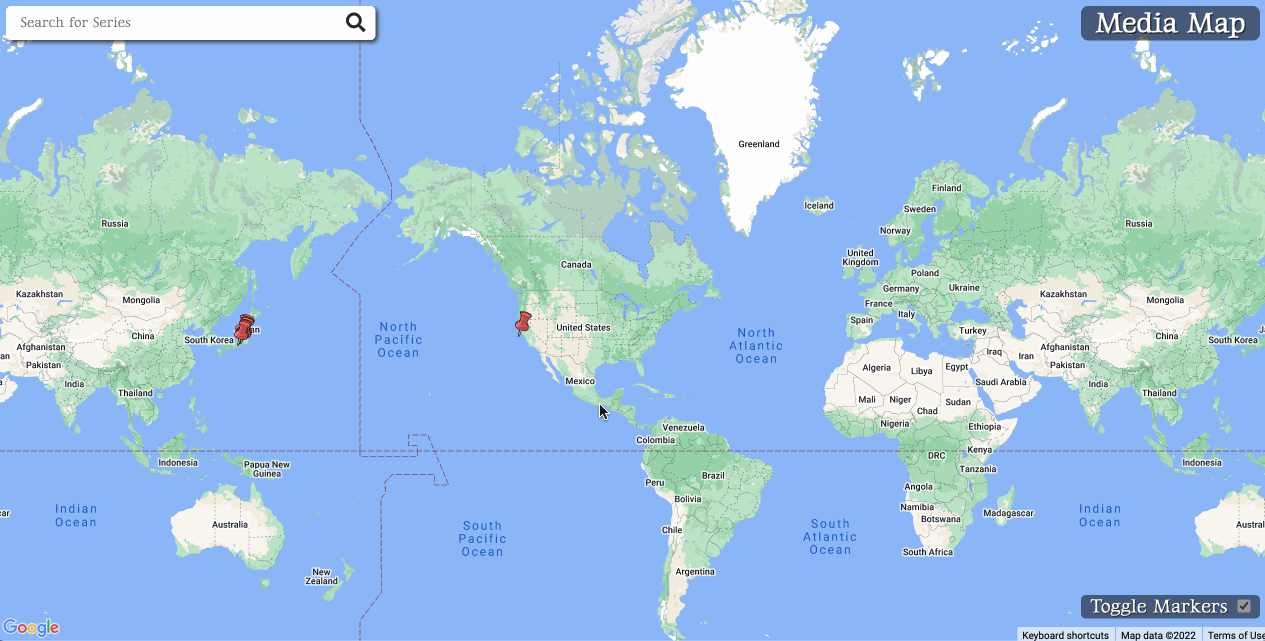 Search for Series
Media Map
Greenland
Finland
Iceland
Sweden
Russia
Russia
Norway
United
Kingdom
Canada
Poland
Germany
Ukraine
Kazakhstan
Mongolia
Kazakhstan
Mongolia
France
Italy
Spain
Turkey
North
Pacific
Ocean
United States
North
Atlantic
Ocean
China
South Korea
Afghanistan
Pakistan
Iraq
Iran
Afghanistan
Pakistan
China
South Korea
Algeria
Libya
Egypt
Saudi Arabia
India
Thailand
Mexico
India
Thailand
Mali
Niger
Chad
Sudan
Nigeria
Ethiopia
Venezuela
Colombia
DRC
Kenya
Tanzania
Indonesia
Papua New
Guinea
Brazil
Peru
Bolivia
Indonesia
Angola
Namibia
Botswana
Madagascar
Indian
Ocean
Australia
South
Pacific
Ocean
Chile
South
Atlantic
Ocean
Indian
Ocean
South Africa
New
Zealand
Argentina
Toggle Markers
Google
Keyboard shortcuts
Map data ©2022
Terms of Use